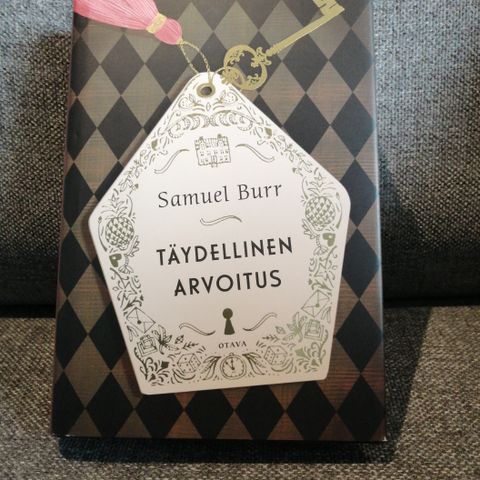 Samuel Burr
TÄYDELLINEN
ARVOITUS
OTAVA